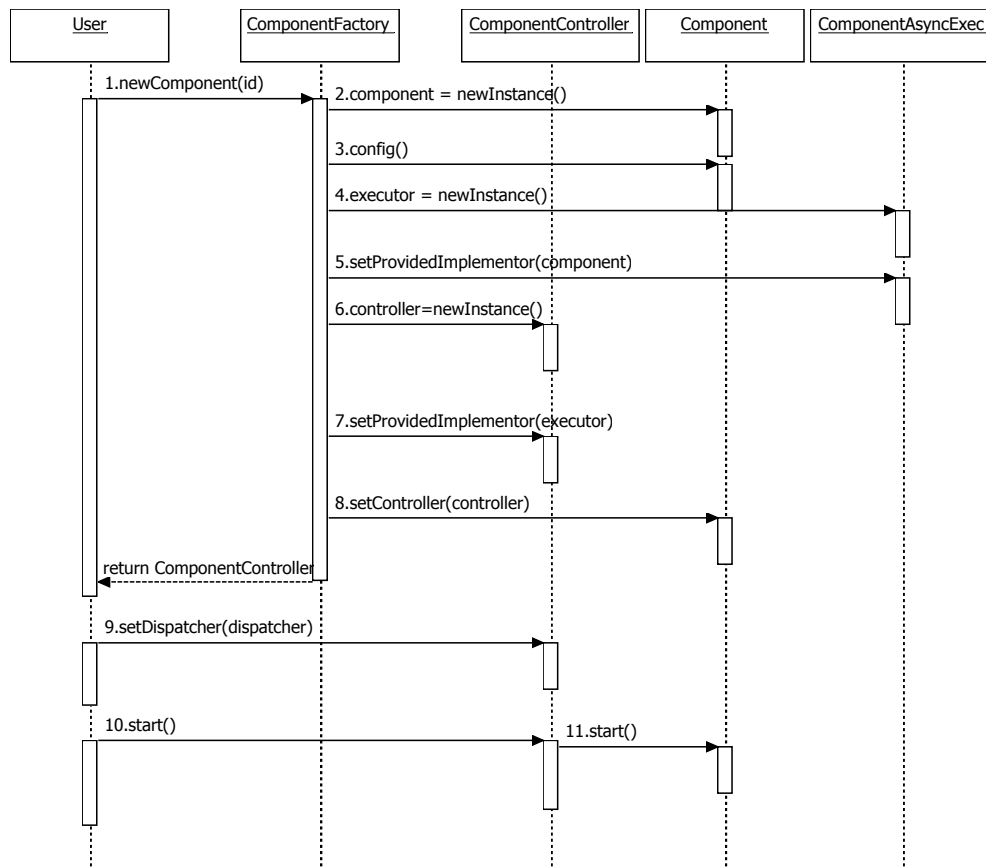 User
ComponentFactory
ComponentController
Component
ComponentAsyncExec
1.newComponent(id)
2.component = newInstance()
3.config()
4.executor = newInstance()
5.setProvidedImplementor(component)
6.controller=newInstance()
7.setProvidedImplementor(executor)
8.setController(controller)
return ComponentController
9.setDispatcher(dispatcher)
10.start()
11.start()